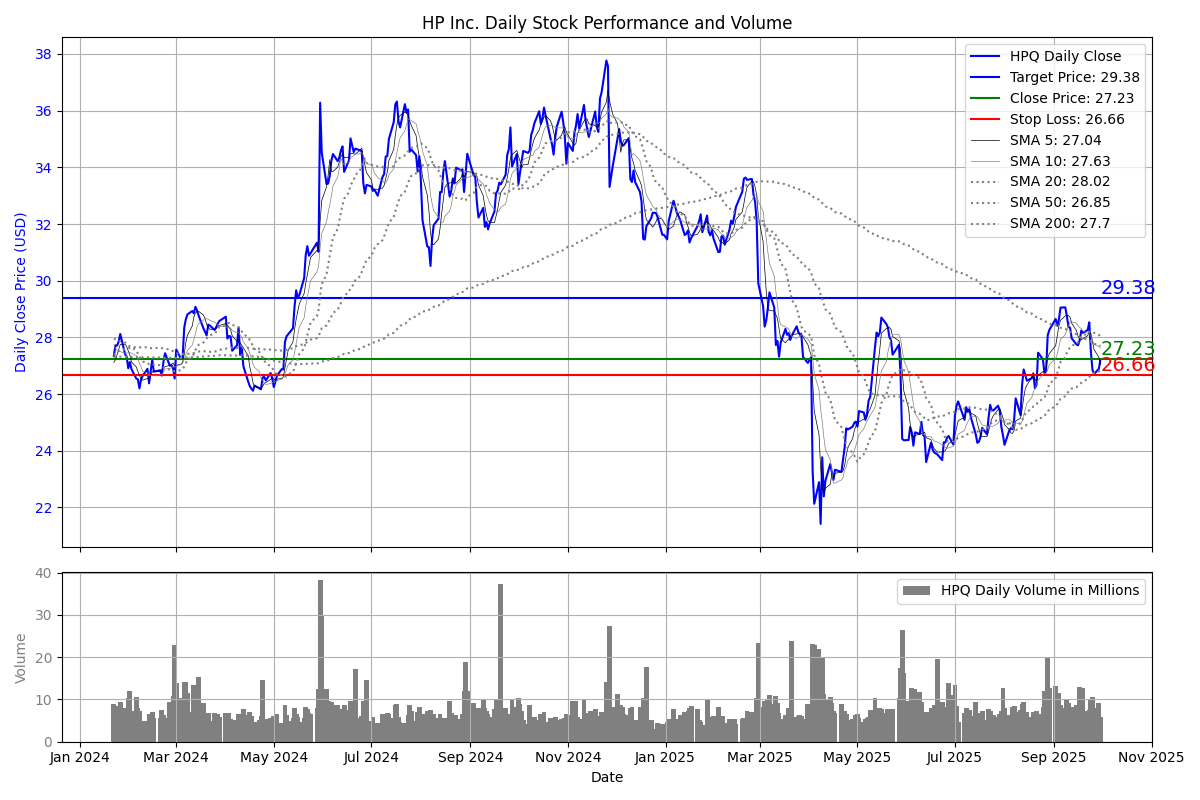 HP Inc. Daily Stock Performance and Volume
Daily Close Price (USD)
38
36
34
32
30
28
26
24
22
HPQ Daily Close
Target Price: 29.38
Close Price: 27.23
Stop Loss: 26.66
SMA 5: 27.04
SMA 10: 27.63
SMA 20: 28.02
SMA 50: 26.85
SMA 200: 27.7
29.38
27.23
26.66
Volume
40
30
20
10
0
HPQ Daily Volume in Millions
Jan 2024 Mar 2024 May 2024 Jul 2024 Sep 2024 Nov 2024 Jan 2025 Mar 2025 May 2025 Jul 2025 Sep 2025 Nov 2025
Date